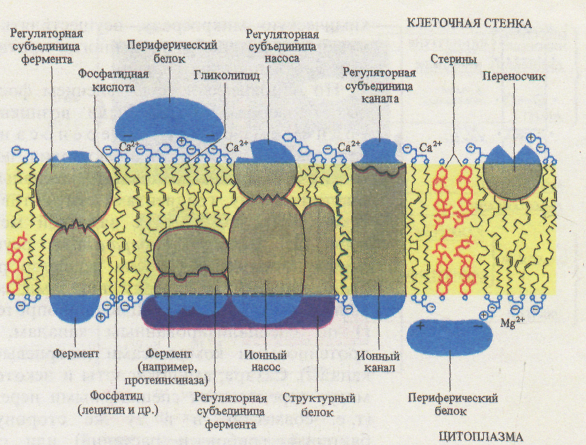 КЛЕТОЧНАЯ СТЕНКА
Регуляторная
субъединица
фермента
Периферический
белок
Регуляторная
субъединица
насоса
Фосфатидная
кислота
Гликолипид
Регуляторная
субъединица
канала
Стерины
Переносчик
Ca²⁺
Ca²⁺
Ca²⁺
Ca²⁺
Mg²⁺
Фермент
Фермент
(например,
протеинкиназа)
Ионный
насос
Ионный
канал
Фосфатид
(лецитин и др.)
Регуляторная
субъединица
фермента
Структурный
белок
Периферический
белок
ЦИТОПЛАЗМА